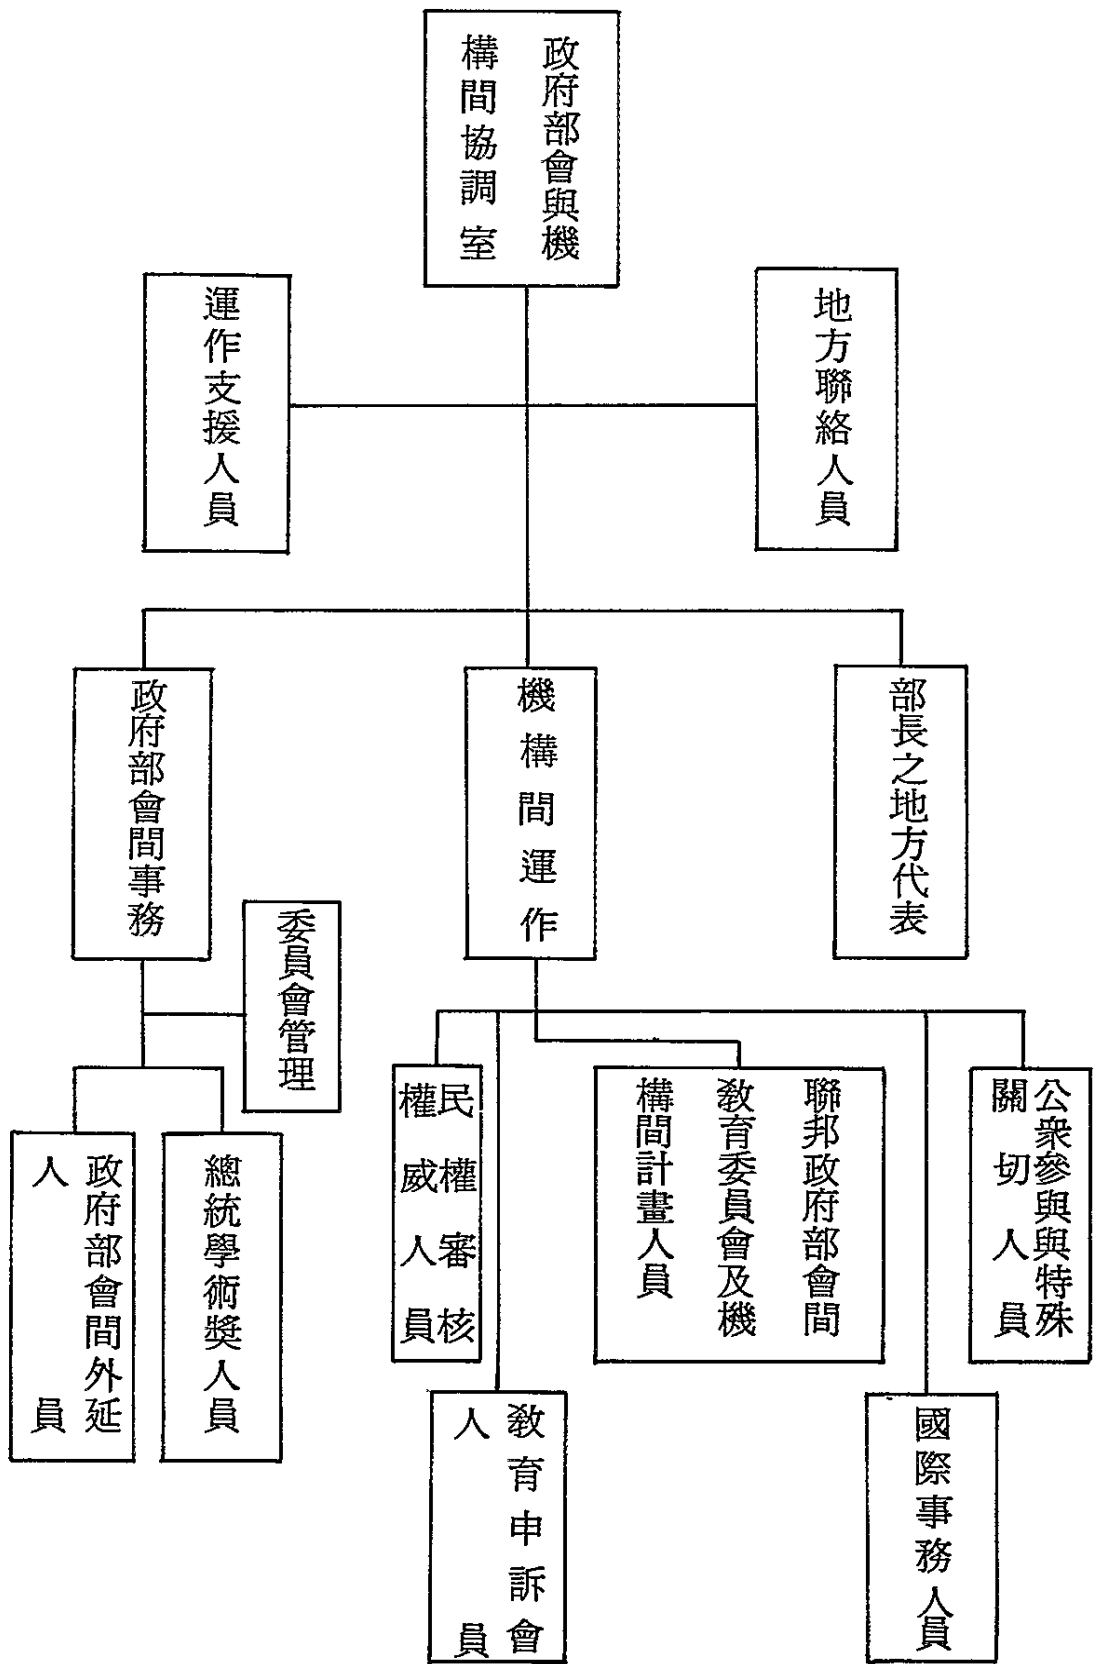 政府部會與機
構間協調室
地方聯絡人員
運作支援人員
部長之地方代表
機構間運作
政府部會間事務
委員會管理
公眾參與與特殊
關切人員
國際事務人員
聯邦政府部會間
教育委員會及機
構間計畫人員
教育申訴會
人員
民權審核
權威人員
總統學術獎人員
政府部會間外延
人員